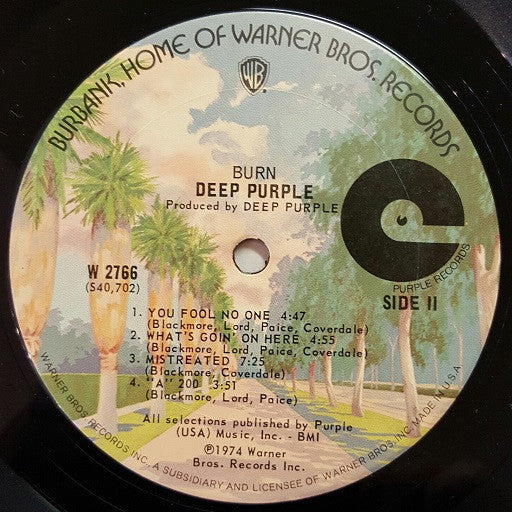 BURBANK, HOME OF WARNER BROS. RECORDS
WB
BURN
DEEP PURPLE
Produced by DEEP PURPLE
W 2766
(S40,702)
PURPLE RECORDS
SIDE II
1. YOU FOOL NO ONE 4:47
(Blackmore, Lord, Paice, Coverdale)
2. WHAT'S GOIN' ON HERE 4:55
(Blackmore, Lord, Paice, Coverdale)
3. MISTREATED 7:25
(Blackmore, Coverdale)
4. "A" 200 3:51
(Blackmore, Lord, Paice)
All selections published by Purple
(USA) Music, Inc. - BMI
℗1974 Warner
Bros. Records Inc.
WARNER BROS. RECORDS INC., A SUBSIDIARY AND LICENSEE OF WARNER BROS. INC. MADE IN U.S.A.